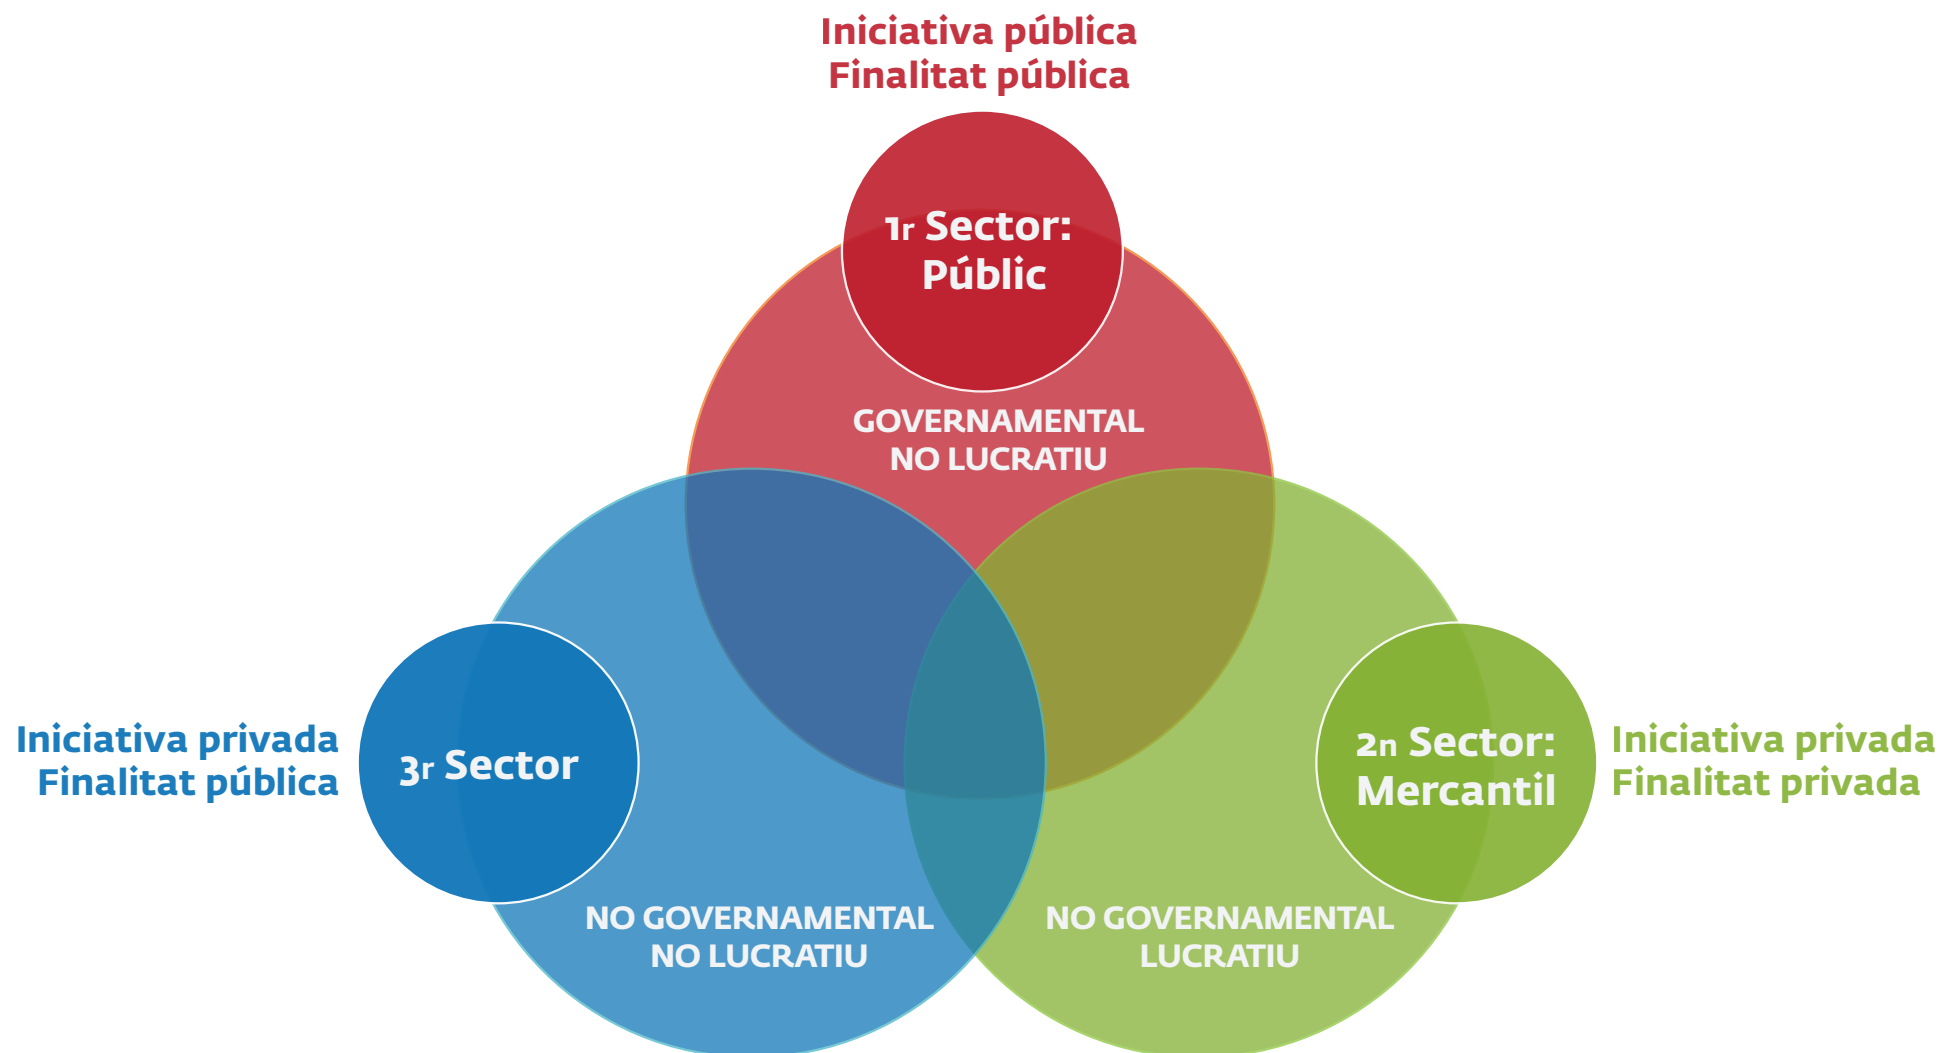 Iniciativa pública
Finalitat pública
1r Sector:
Públic
GOVERNAMENTAL
NO LUCRATIU
Iniciativa privada
Finalitat pública
3r Sector
2n Sector:
Mercantil
Iniciativa privada
Finalitat privada
NO GOVERNAMENTAL
NO LUCRATIU
NO GOVERNAMENTAL
LUCRATIU